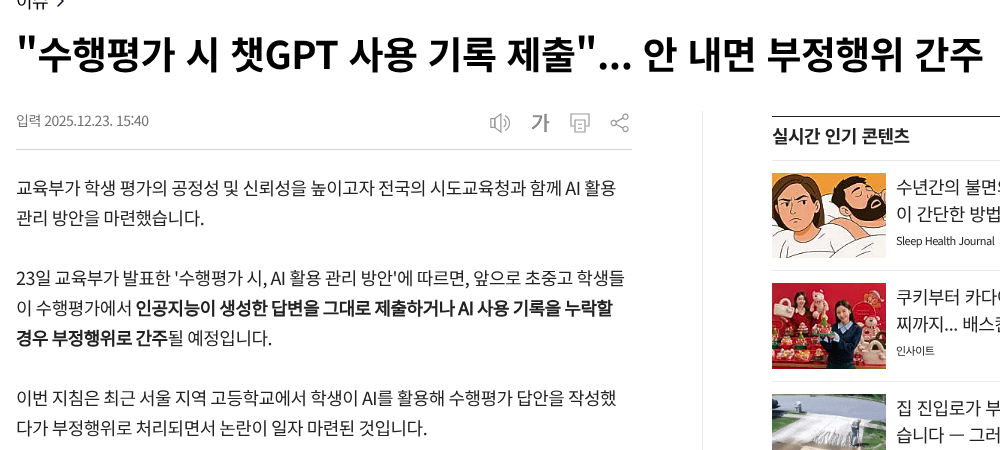 이슈 >
"수행평가 시 챗GPT 사용 기록 제출"... 안 내면 부정행위 간주
입력 2025.12.23. 15:40
가
교육부가 학생 평가의 공정성 및 신뢰성을 높이고자 전국의 시도교육청과 함께 AI 활용
관리 방안을 마련했습니다.
23일 교육부가 발표한 '수행평가 시, AI 활용 관리 방안'에 따르면, 앞으로 초중고 학생들
이 수행평가에서 인공지능이 생성한 답변을 그대로 제출하거나 AI 사용 기록을 누락할
경우 부정행위로 간주될 예정입니다.
이번 지침은 최근 서울 지역 고등학교에서 학생이 AI를 활용해 수행평가 답안을 작성했
다가 부정행위로 처리되면서 논란이 일자 마련된 것입니다.
실시간 인기 콘텐츠
수년간의 불면
이 간단한 방법
Sleep Health Journal
쿠키부터 카다
찌까지... 배스킨
인사이트
집 진입로가 부
습니다 — 그러